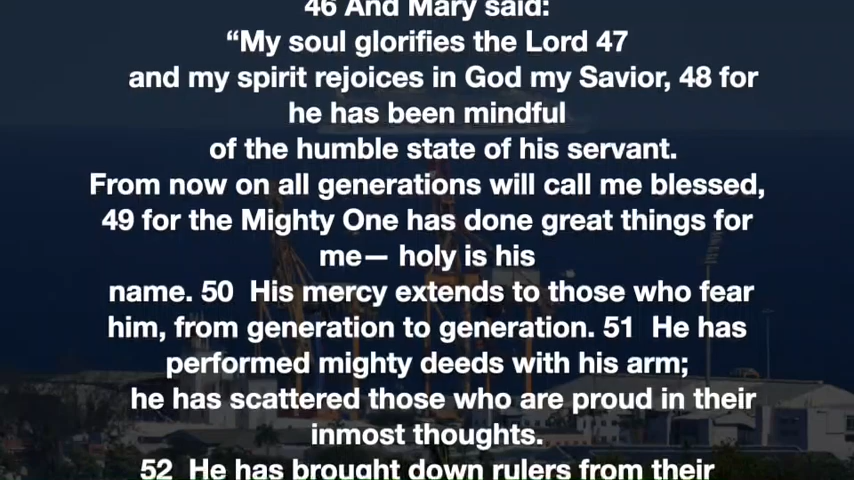 46 And Mary said:
“My soul glorifies the Lord 47
and my spirit rejoices in God my Savior, 48 for
he has been mindful
of the humble state of his servant.
From now on all generations will call me blessed,
49 for the Mighty One has done great things for
me— holy is his
name. 50 His mercy extends to those who fear
him, from generation to generation. 51 He has
performed mighty deeds with his arm;
he has scattered those who are proud in their
inmost thoughts.
52 He has brought down rulers from their